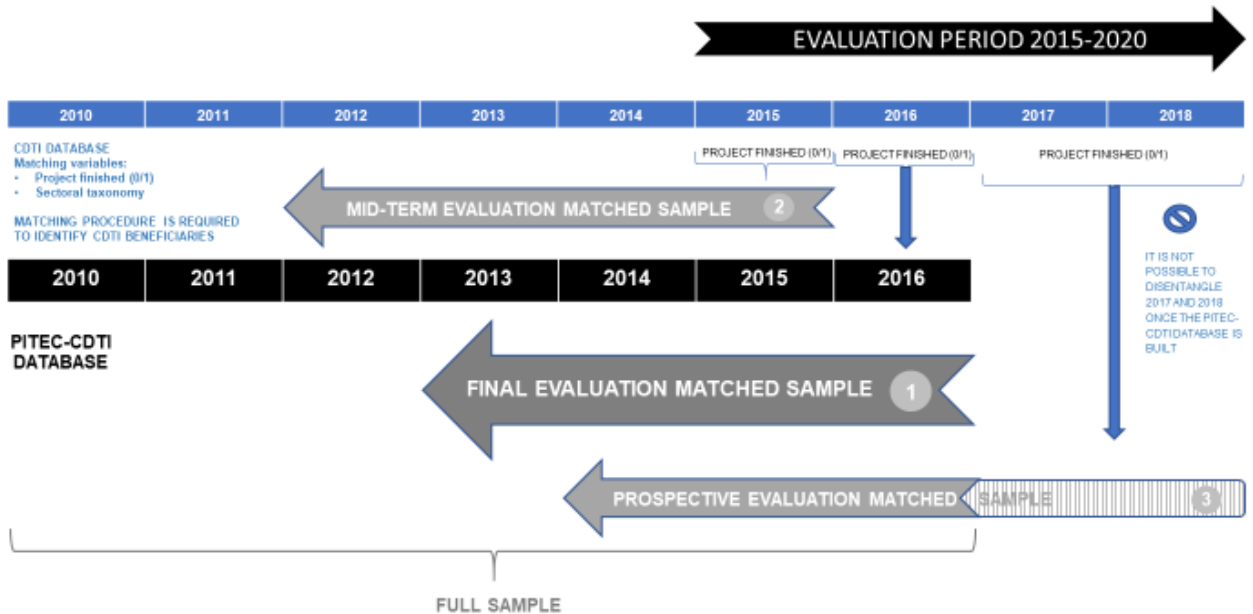 EVALUATION PERIOD 2015-2020
2010 2011 2012 2013 2014 2015 2016 2017 2018
CDTI DATABASE
Matching variables:
• Project finished (0/1)
• Sectoral taxonomy
MATCHING PROCEDURE IS REQUIRED
TO IDENTIFY CDTI BENEFICIARIES
PROJECT FINISHED (0/1) PROJECT FINISHED (0/1) PROJECT FINISHED (0/1)
MID-TERM EVALUATION MATCHED SAMPLE 2
IT IS NOT
POSSIBLE TO
DISENTANGLE
2017 AND 2018
ONCE THE PITEC-
CDTI DATABASE IS
BUILT
2010 2011 2012 2013 2014 2015 2016
PITEC-CDTI
DATABASE
FINAL EVALUATION MATCHED SAMPLE 1
PROSPECTIVE EVALUATION MATCHED SAMPLE 3
FULL SAMPLE